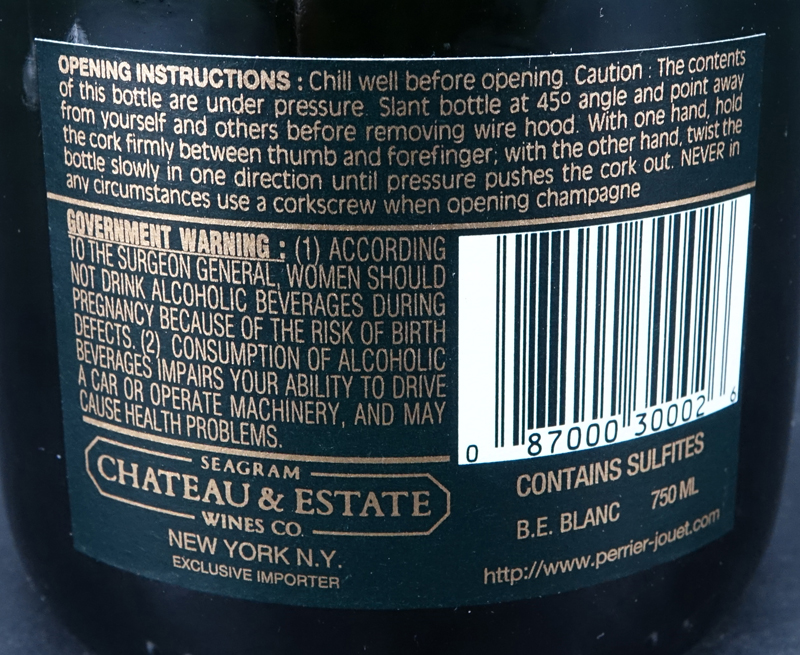 OPENING INSTRUCTIONS : Chill well before opening. Caution : The contents
of this bottle are under pressure. Slant bottle at 45º angle and point away
from yourself and others before removing wire hood. With one hand, hold
the cork firmly between thumb and forefinger; with the other hand, twist the
bottle slowly in one direction until pressure pushes the cork out. NEVER in
any circumstances use a corkscrew when opening champagne
GOVERNMENT WARNING : (1) ACCORDING
TO THE SURGEON GENERAL, WOMEN SHOULD
NOT DRINK ALCOHOLIC BEVERAGES DURING
PREGNANCY BECAUSE OF THE RISK OF BIRTH
DEFECTS. (2) CONSUMPTION OF ALCOHOLIC
BEVERAGES IMPAIRS YOUR ABILITY TO DRIVE
A CAR OR OPERATE MACHINERY, AND MAY
CAUSE HEALTH PROBLEMS.
SEAGRAM
CHATEAU & ESTATE
WINES CO.
NEW YORK N.Y.
EXCLUSIVE IMPORTER
0 87000 30002 6
CONTAINS SULFITES
B.E. BLANC 750 ML
http://www.perrier-jouet.com